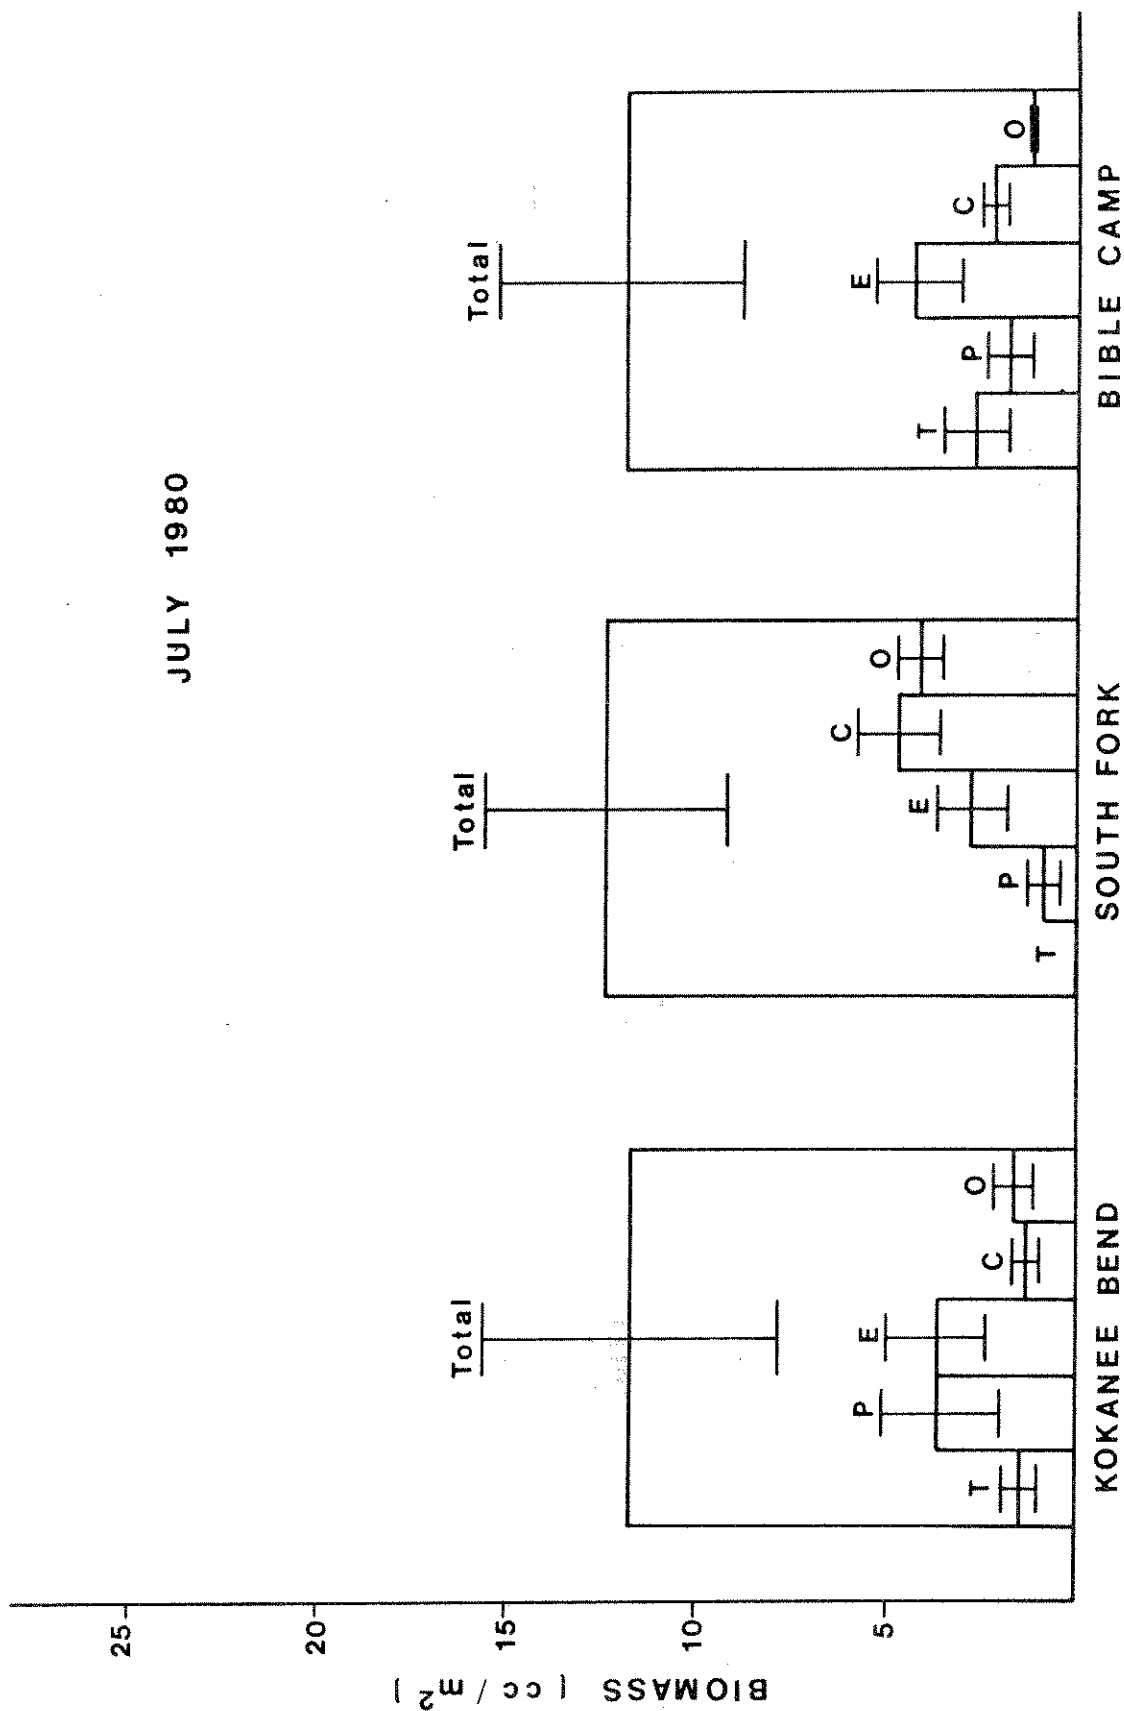 JULY 1980
BIOMASS ( cc / m² )
25
20
15
10
5
Total
T
P
E
C
O
KOKANEE BEND
Total
T
P
E
C
O
SOUTH FORK
Total
T
P
E
C
O
BIBLE CAMP